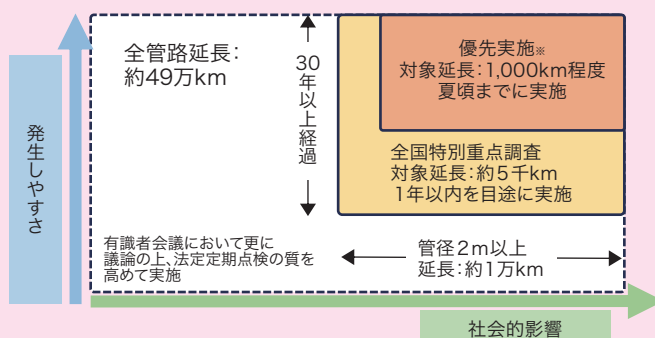 全管路延長：
約49万km
30年以上経過
優先実施※
対象延長：1,000km程度
夏頃までに実施
全国特別重点調査
対象延長：約5千km
1年以内を目途に実施
発生しやすさ
有識者会議において更に
議論の上、法定定期点検の質を
高めて実施
管径2m以上
延長：約1万km
社会的影響